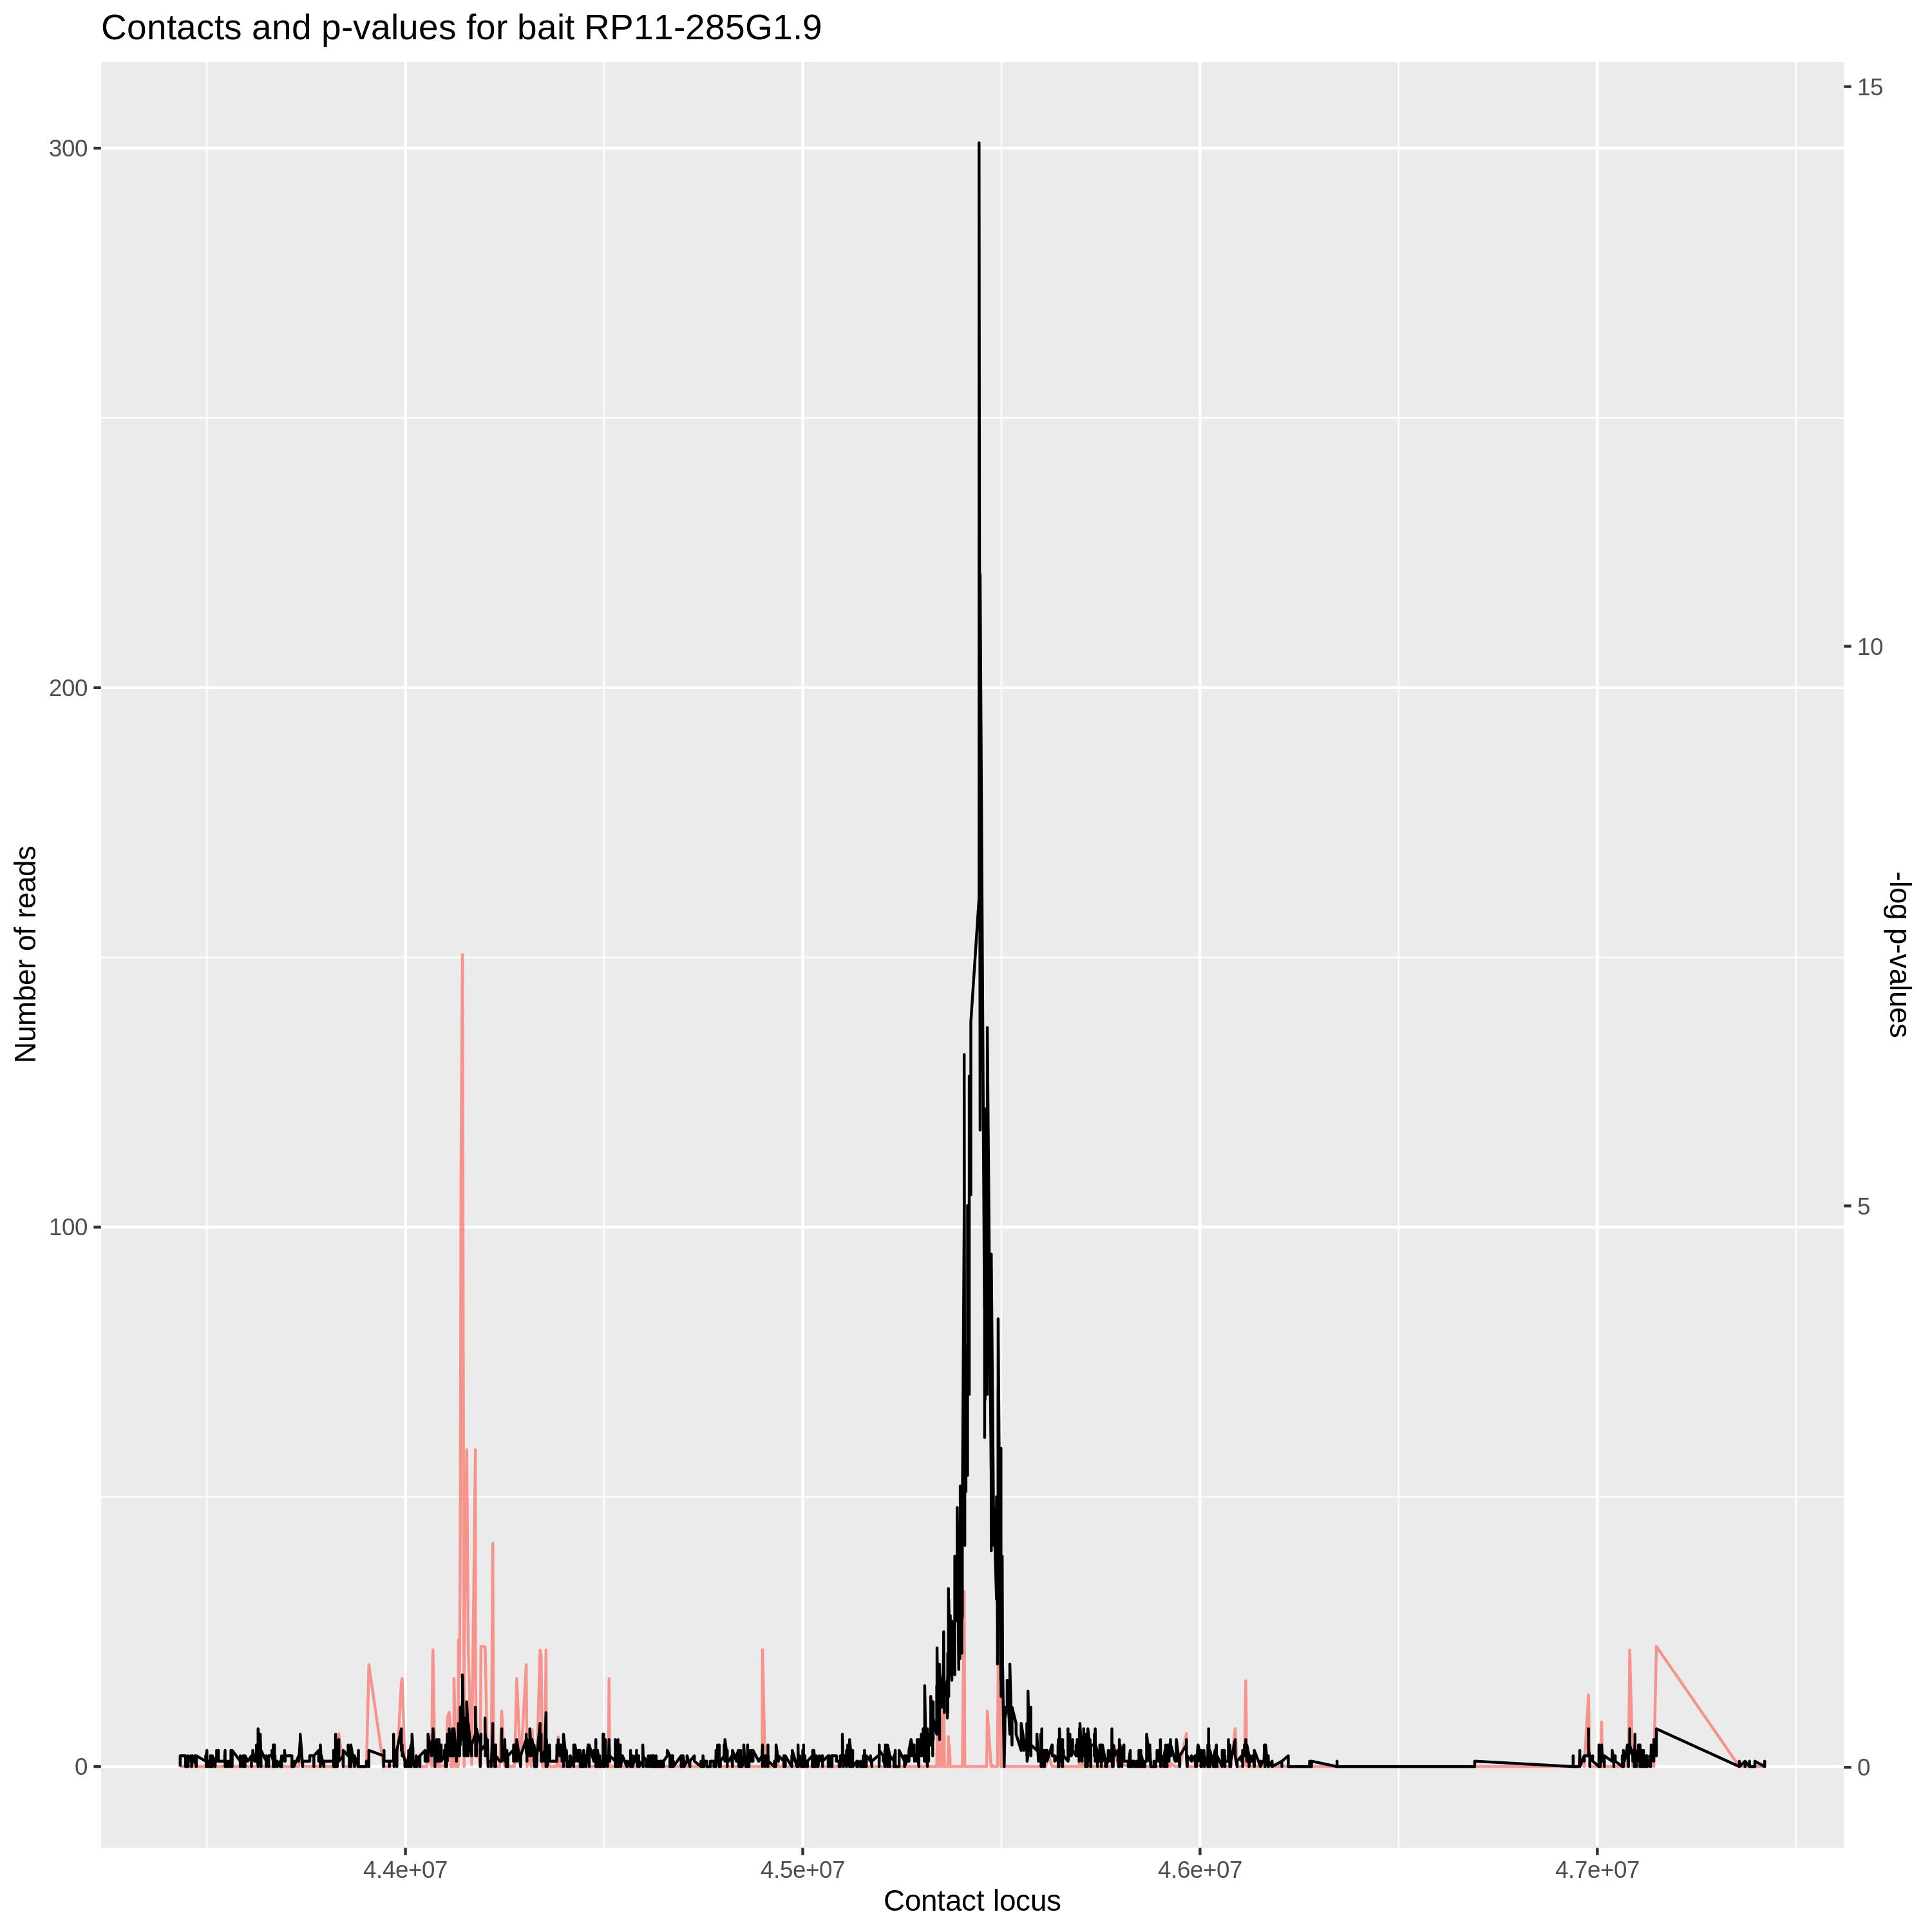 Contacts and p-values for bait RP11-285G1.9
300
200
100
0
Number of reads
15
10
5
0
-log p-values
4.4e+07
4.5e+07
4.6e+07
4.7e+07
Contact locus